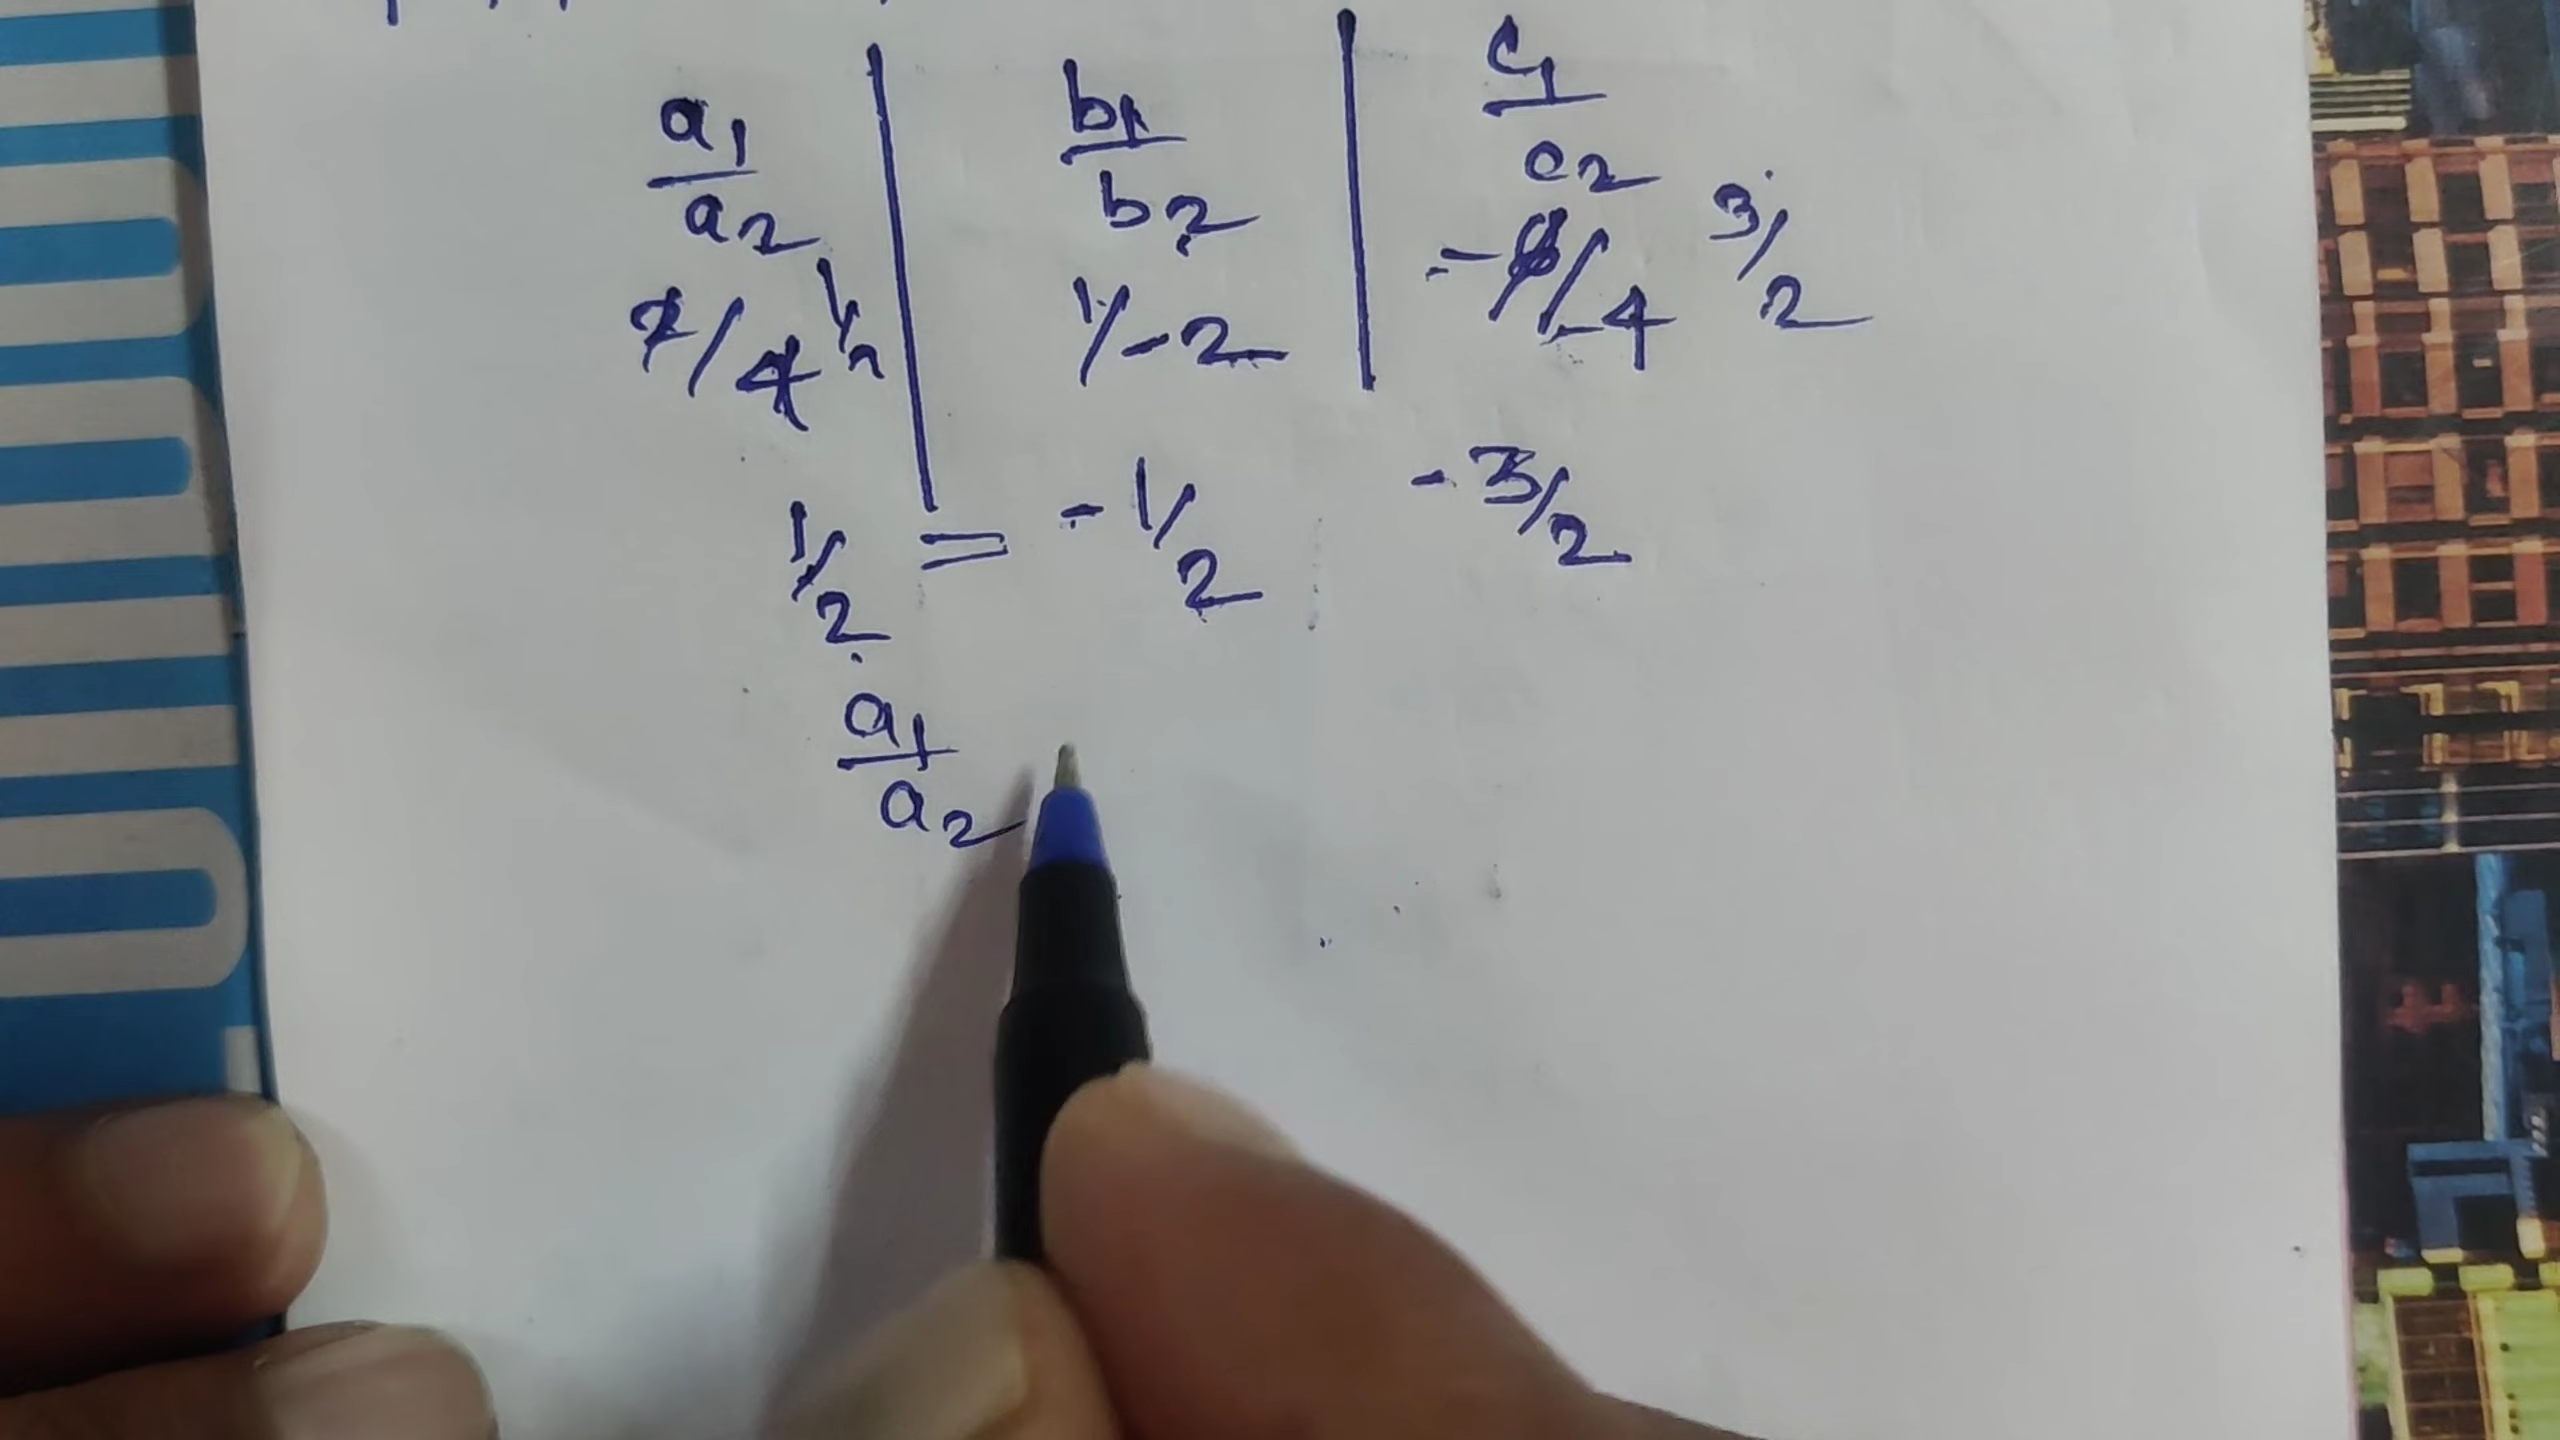 a1/a2 | b1/b2 | c1/c2
2/4 1/2 1/-2 -6/-4 3/2
1/2 = -1/2 -3/2
a1/a2